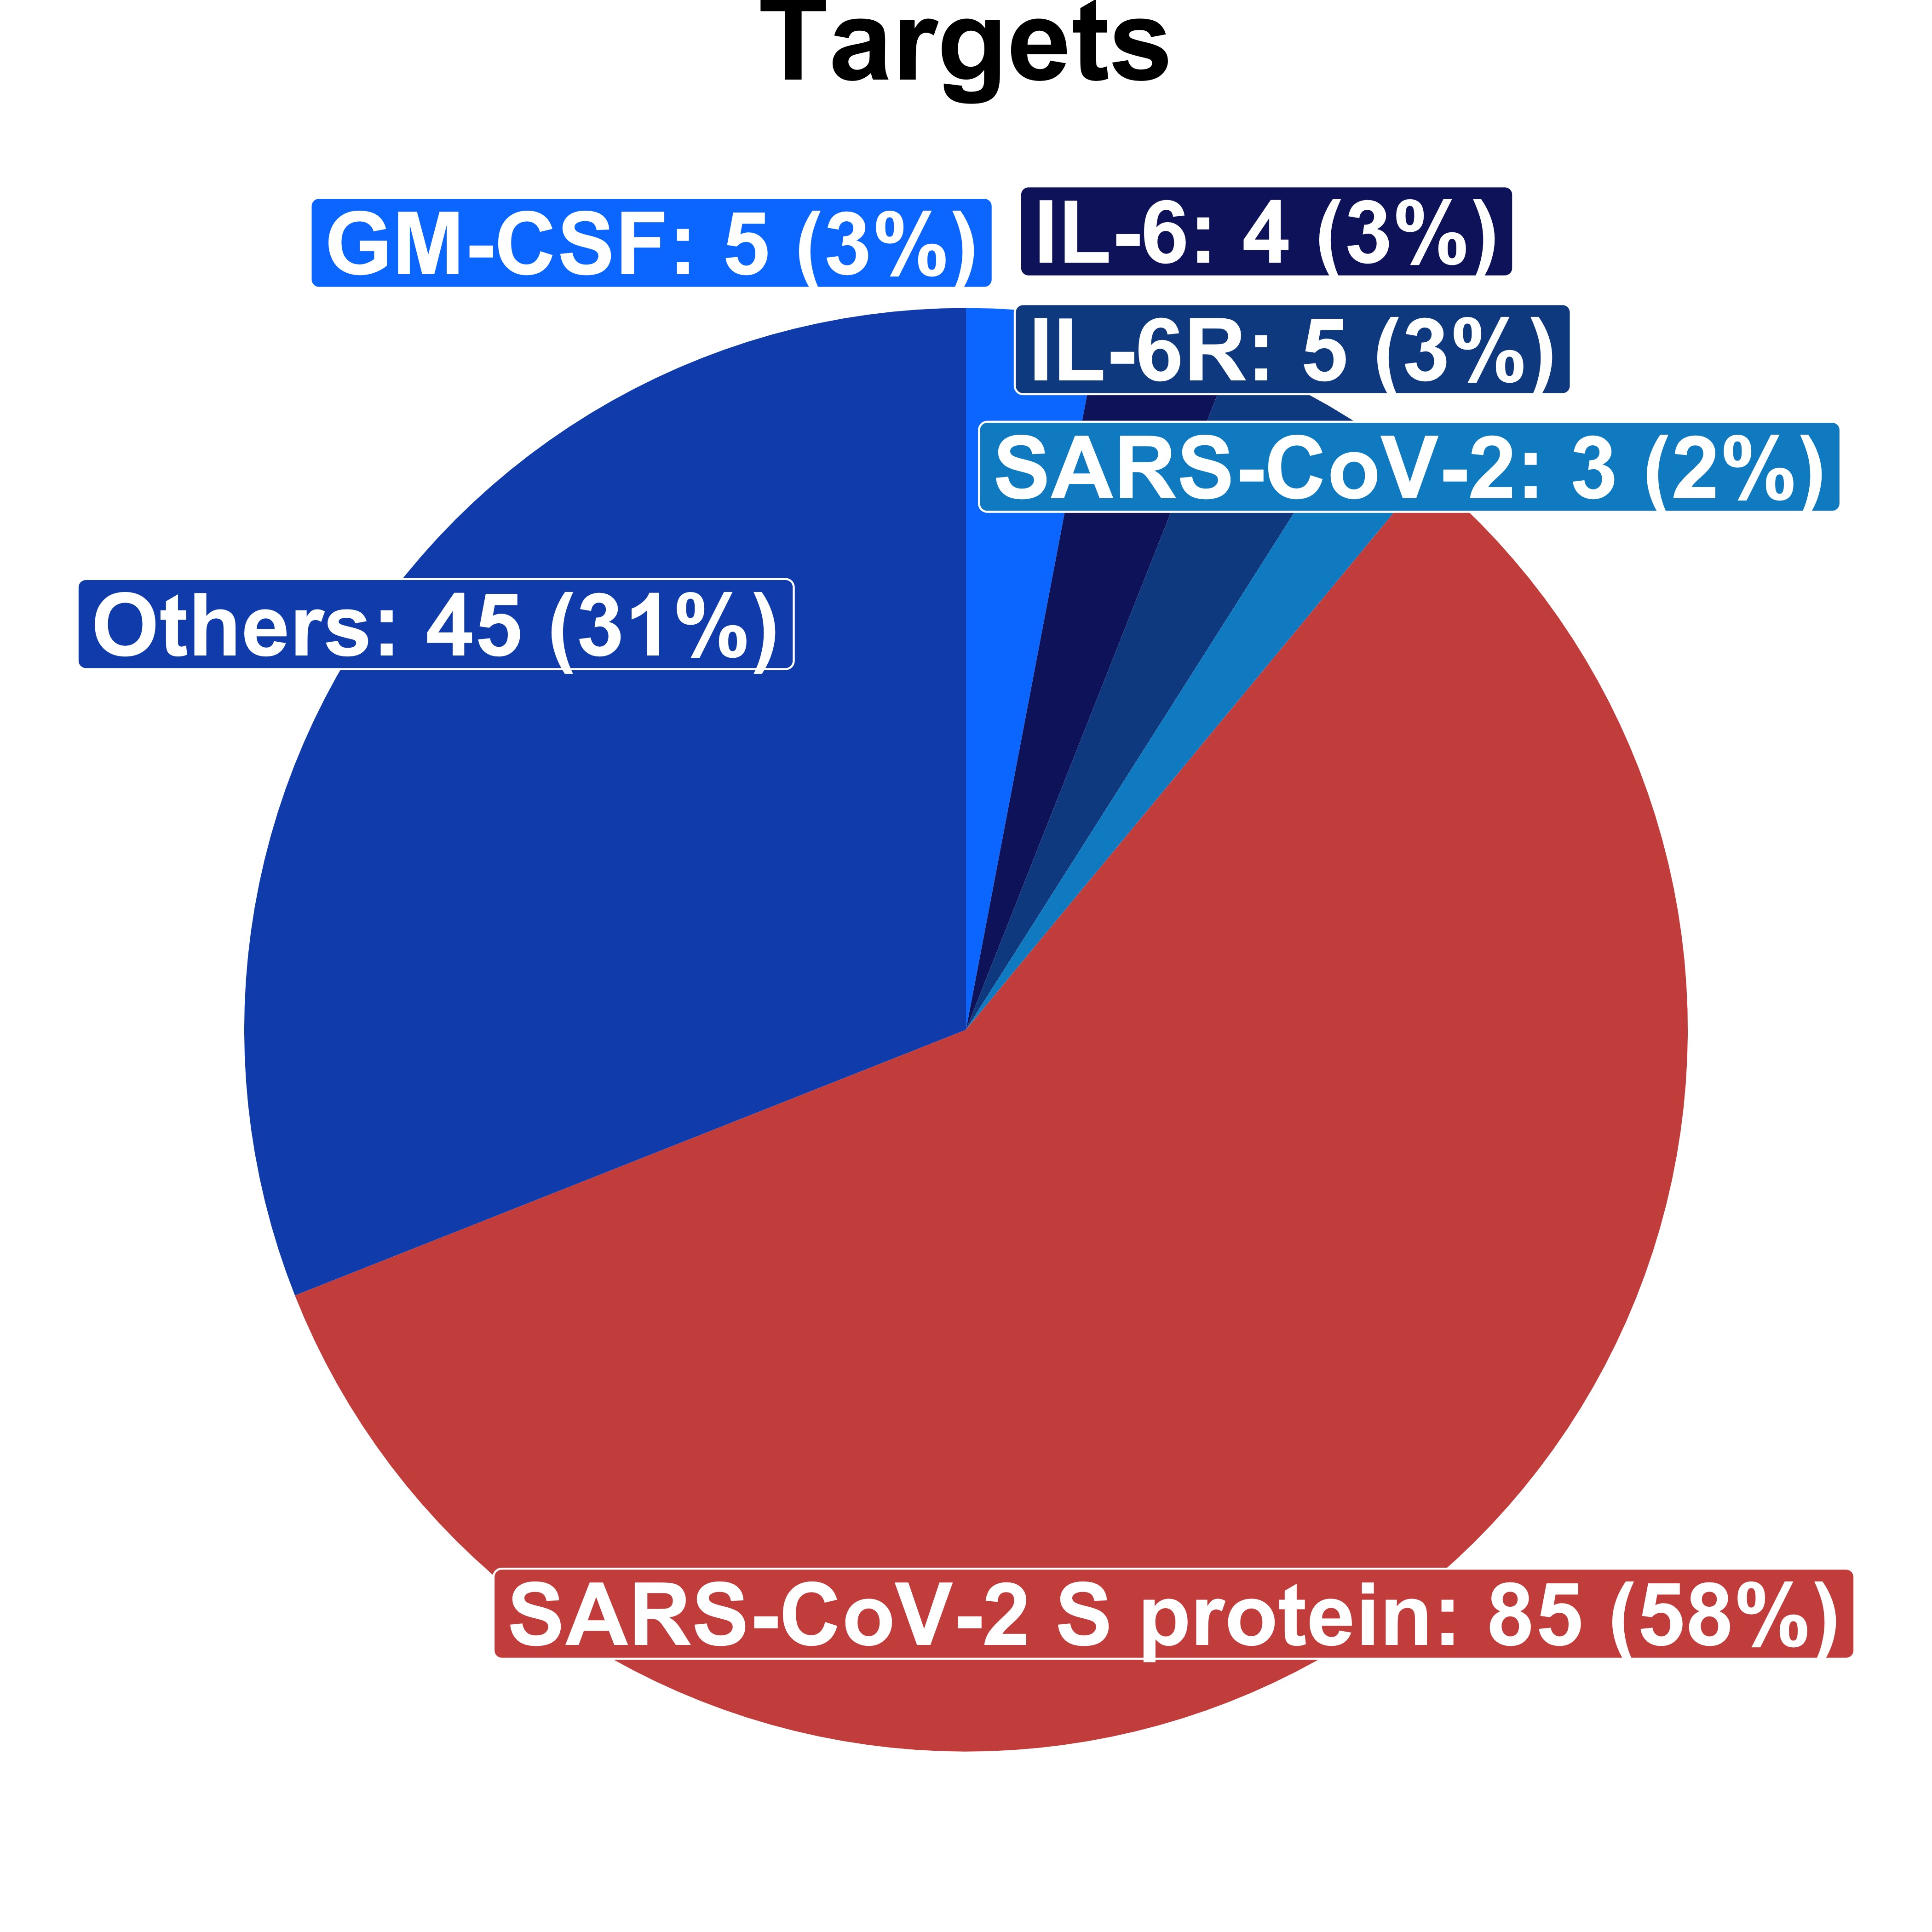 Targets
GM-CSF: 5 (3%)
IL-6: 4 (3%)
IL-6R: 5 (3%)
SARS-CoV-2: 3 (2%)
Others: 45 (31%)
SARS-CoV-2 S protein: 85 (58%)